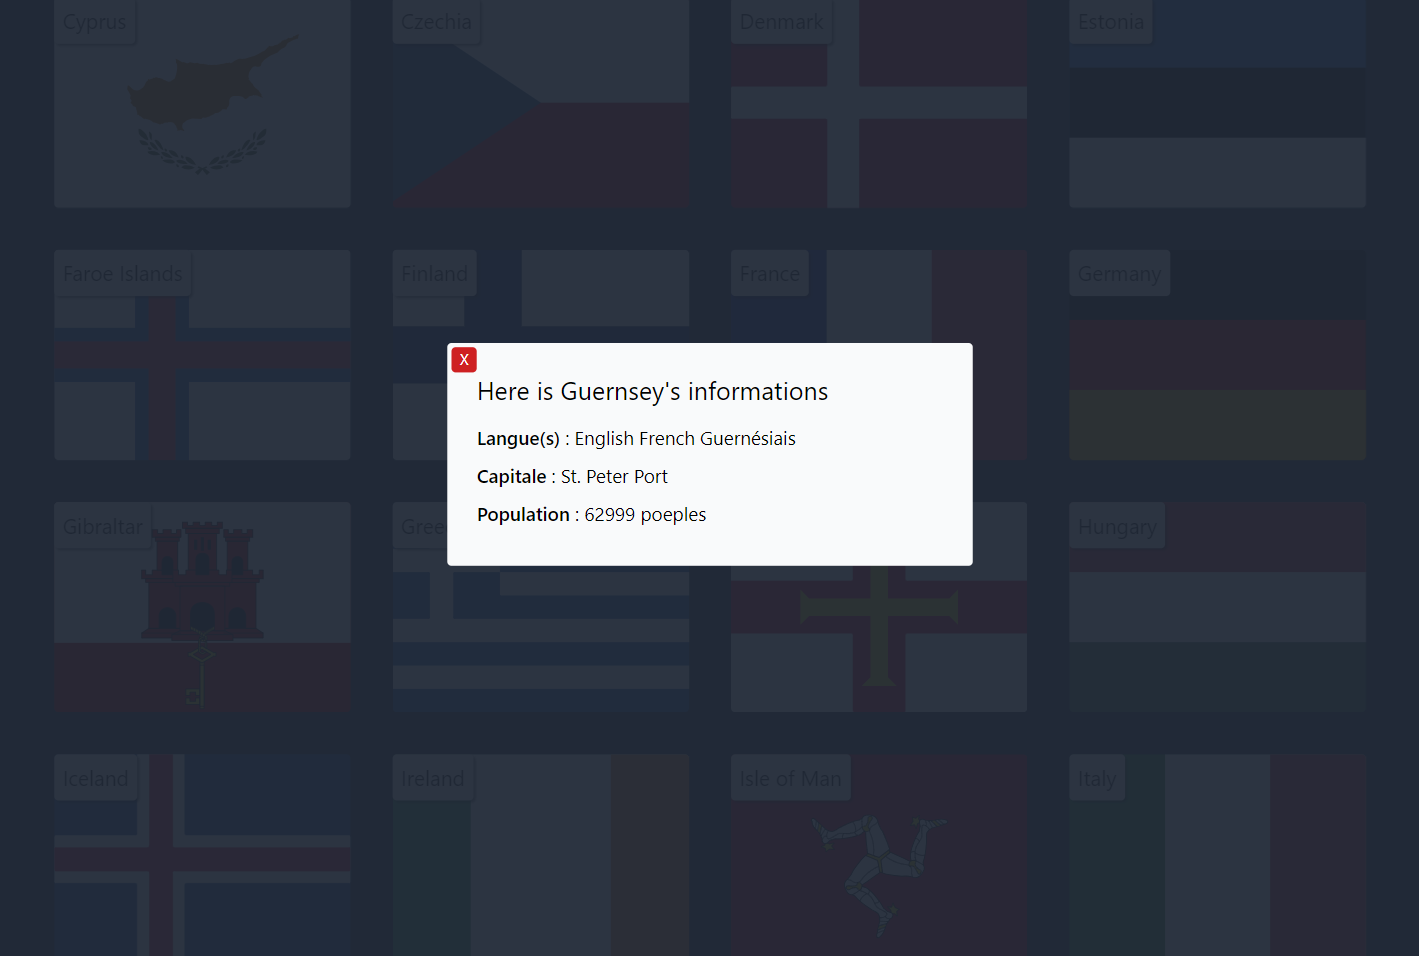 Cyprus
Czechia
Denmark
Estonia
Faroe Islands
Finland
France
Germany
X
Here is Guernsey's informations
Langue(s) : English French Guernésiais
Capitale : St. Peter Port
Population : 62999 poeples
Gibraltar
Gree
Hungary
Iceland
Ireland
Isle of Man
Italy